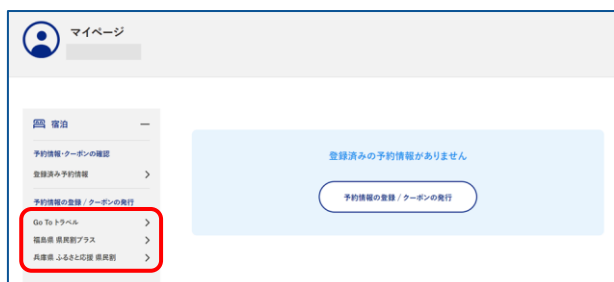 マイページ
宿泊
予約情報・クーポンの確認
登録済み予約情報
予約情報の登録 / クーポンの発行
Go To トラベル
福島県 県民割プラス
兵庫県 ふるさと応援 県民割
登録済みの予約情報がありません
予約情報の登録 / クーポンの発行